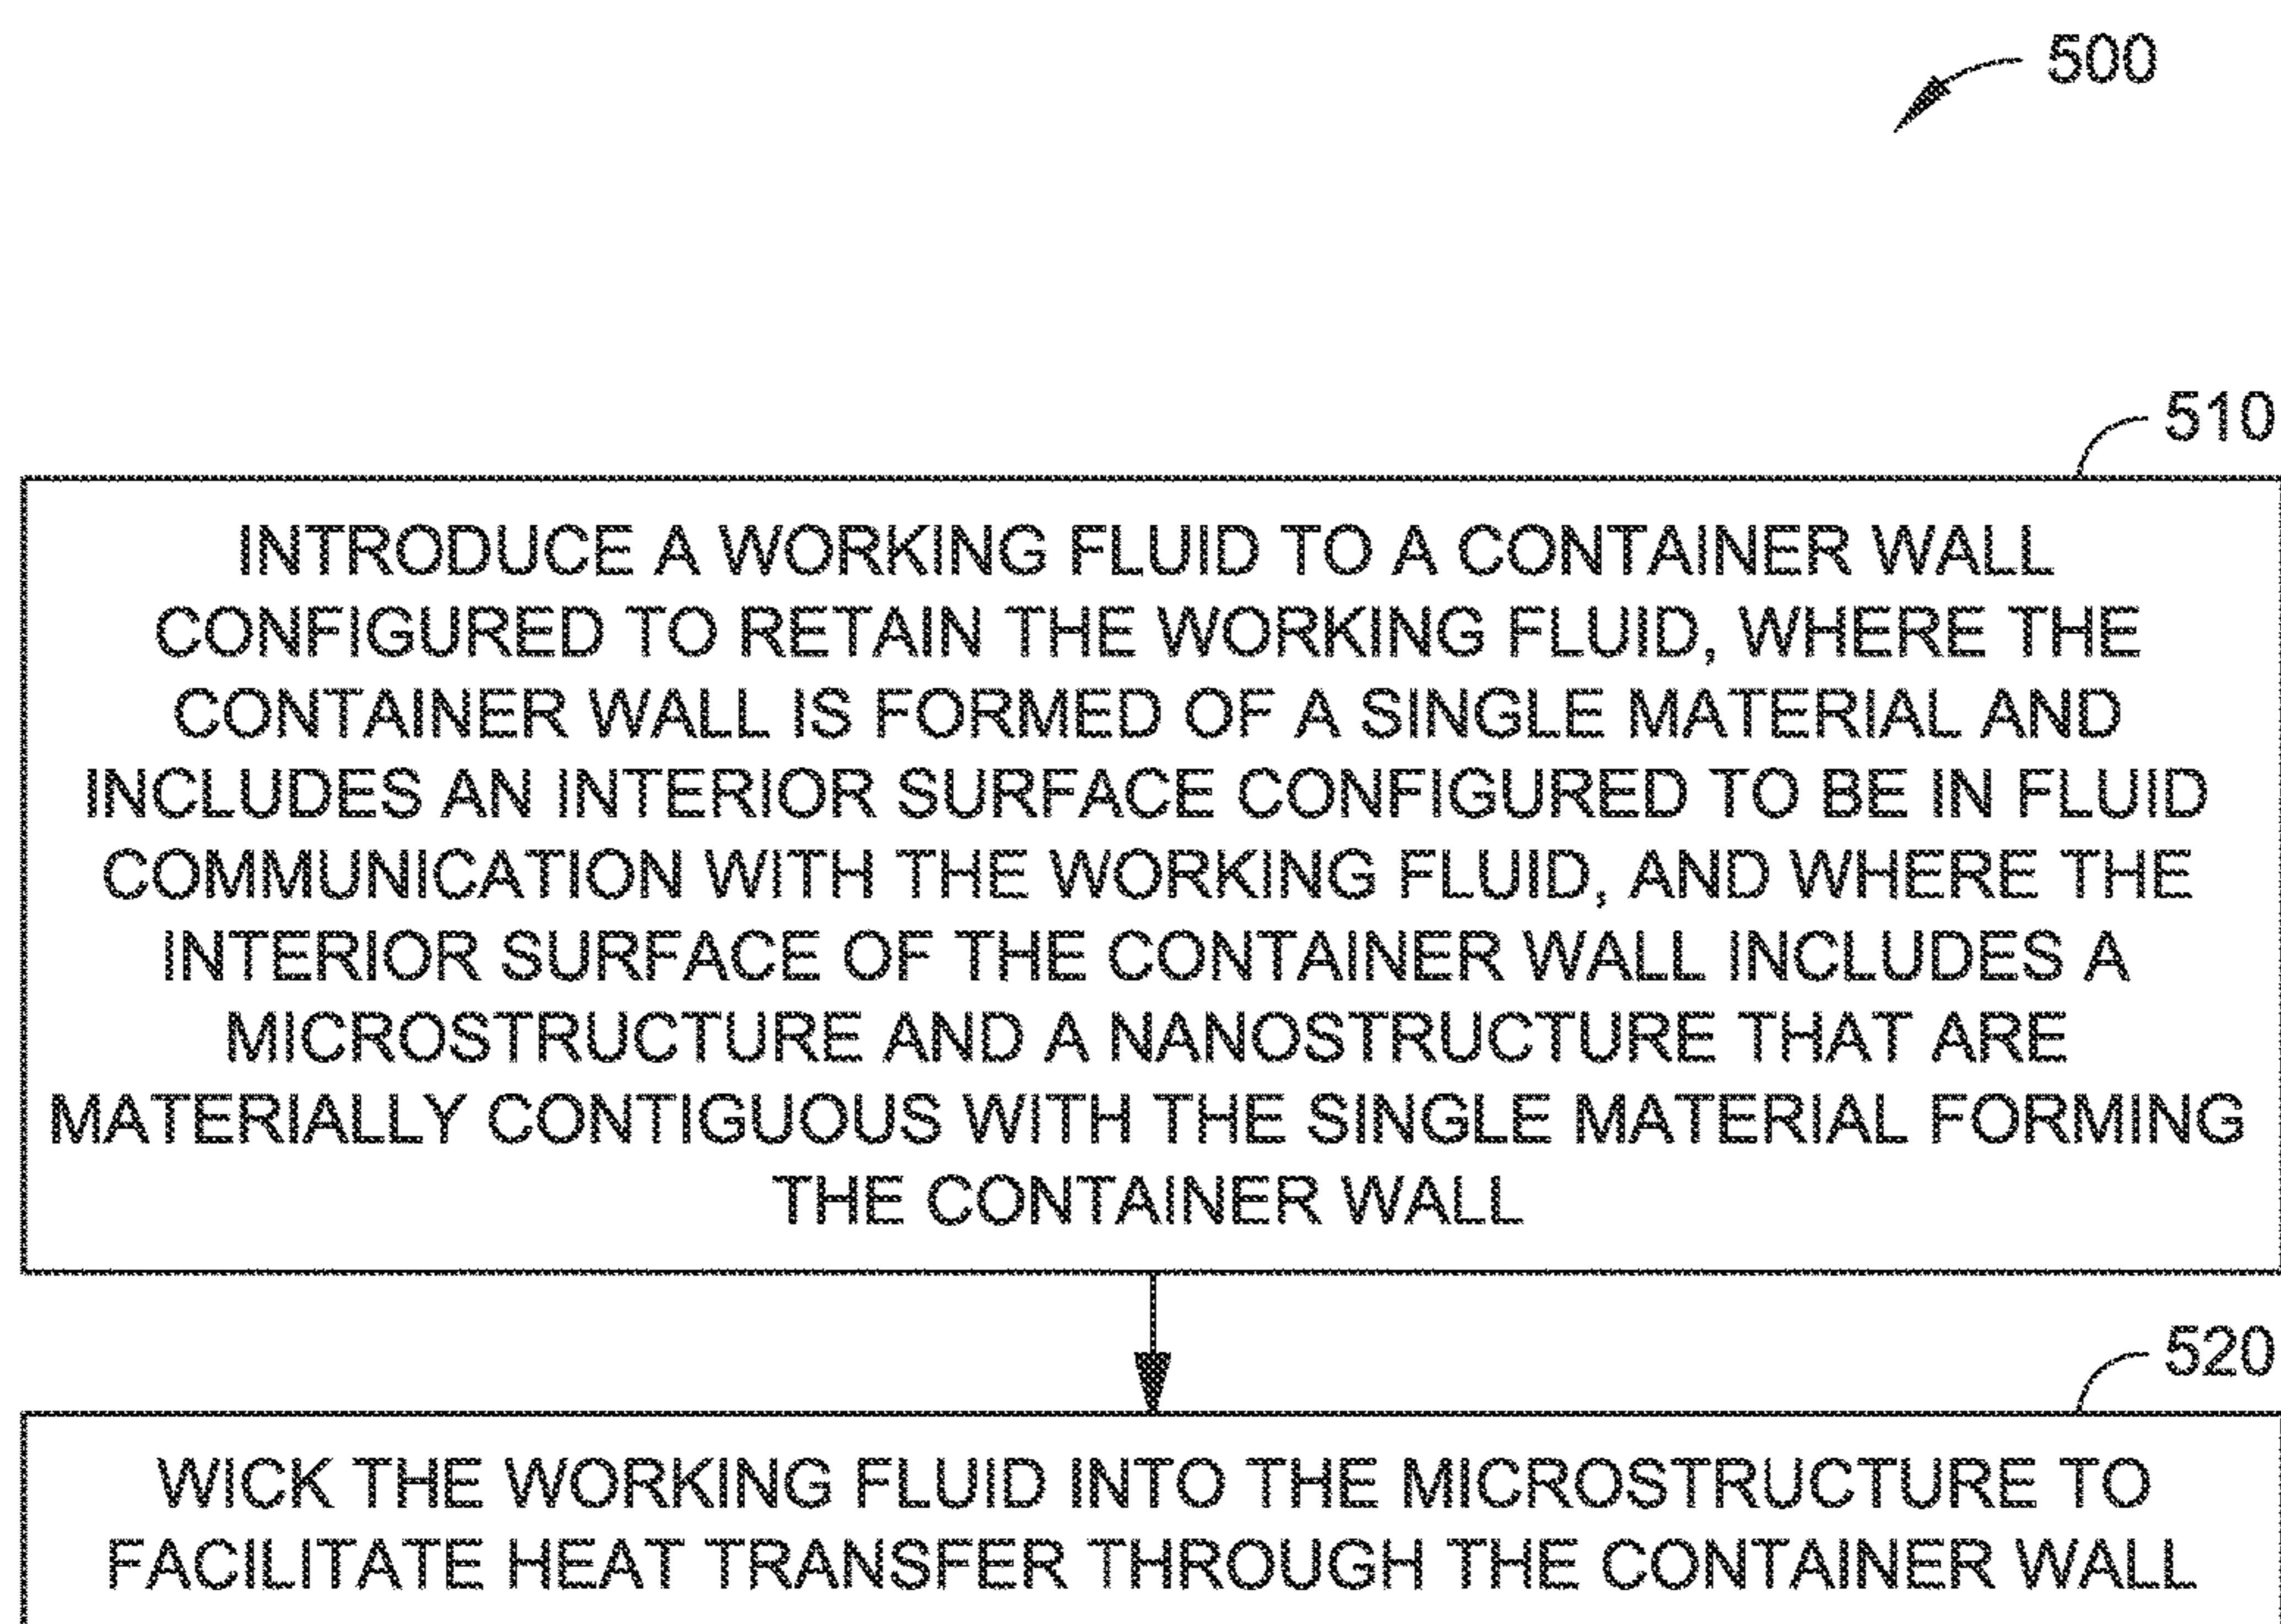 500
510
INTRODUCE A WORKING FLUID TO A CONTAINER WALL
CONFIGURED TO RETAIN THE WORKING FLUID, WHERE THE
CONTAINER WALL IS FORMED OF A SINGLE MATERIAL AND
INCLUDES AN INTERIOR SURFACE CONFIGURED TO BE IN FLUID
COMMUNICATION WITH THE WORKING FLUID, AND WHERE THE
INTERIOR SURFACE OF THE CONTAINER WALL INCLUDES A
MICROSTRUCTURE AND A NANOSTRUCTURE THAT ARE
MATERIALLY CONTIGUOUS WITH THE SINGLE MATERIAL FORMING
THE CONTAINER WALL
520
WICK THE WORKING FLUID INTO THE MICROSTRUCTURE TO
FACILITATE HEAT TRANSFER THROUGH THE CONTAINER WALL